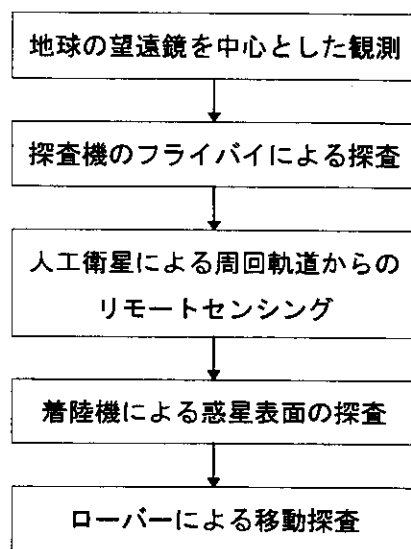 地球の望遠鏡を中心とした観測
探査機のフライバイによる探査
人工衛星による周回軌道からの
リモートセンシング
着陸機による惑星表面の探査
ローバーによる移動探査